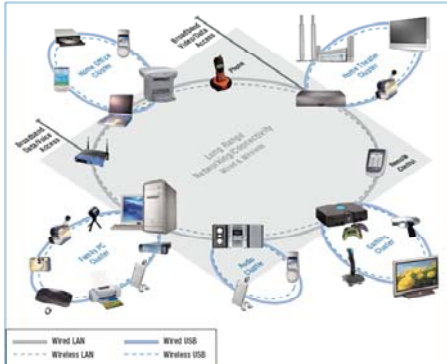 Broadband
Video/Data
Access
Home Office
Cluster
Phone
Home Theater
Cluster
Broadband
Data/Voice
Access
Long Range
Networking/Connectivity
Wired & Wireless
Remote
Control
Family PC
Cluster
Audio
Cluster
Gaming
Cluster
Wired LAN
Wireless LAN
Wired USB
Wireless USB